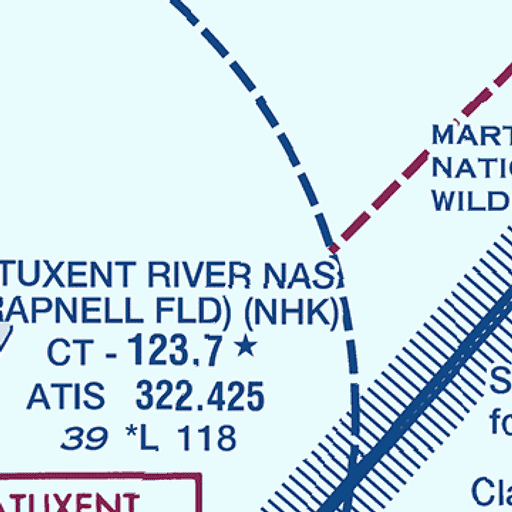 MART
NATIO
WILD
TUXENT RIVER NAS
RAPNELL FLD) (NHK)
CT - 123.7 ★
ATIS 322.425
39 *L 118
S
fo
Cla
ATUXENT